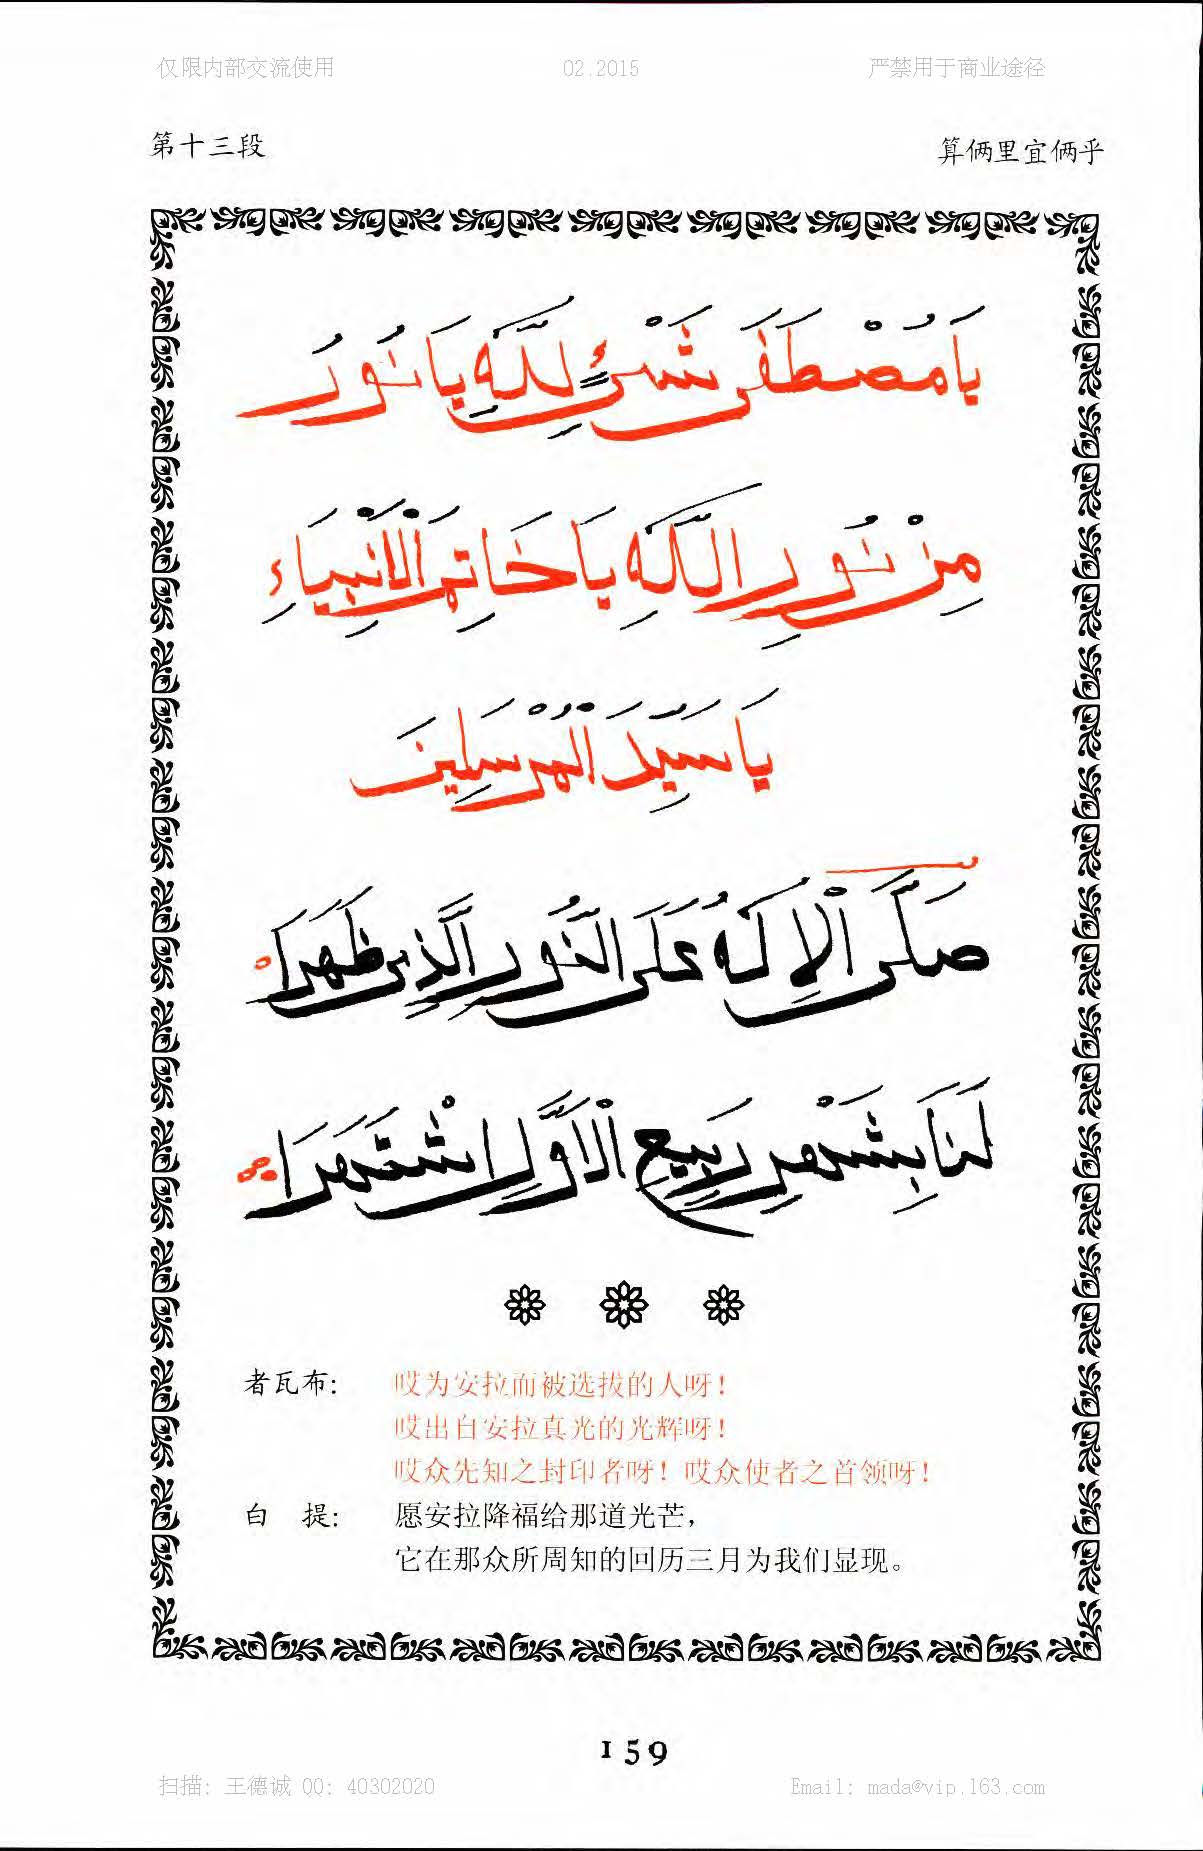 仅限内部交流使用 02.2015 严禁用于商业途径
第十三段 算俩里宜俩乎
يَا مُصْطَفَى شَيْءٍ لِلَّهِ يَا نُورُ
مِنْ نُورِ اللَّهِ يَا خَاتِمَ الْأَنْبِيَاءِ
يَا سَيِّدَ الْمُرْسَلِينَ
صَلَّى الْإِلَهُ عَلَى النُّورِ الَّذِي ظَهَرَا
لَنَا بِشَهْرِ رَبِيعِ الْأَوَّلِ اشْتَهَرَا
者瓦布: 哎为安拉而被选拔的人呀!
哎出自安拉真光的光辉呀!
哎众先知之封印者呀! 哎众使者之首领呀!
白 提: 愿安拉降福给那道光芒,
它在那众所周知的回历三月为我们显现。
159
扫描: 王德诚 QQ: 40302020 Email: mada@vip.163.com